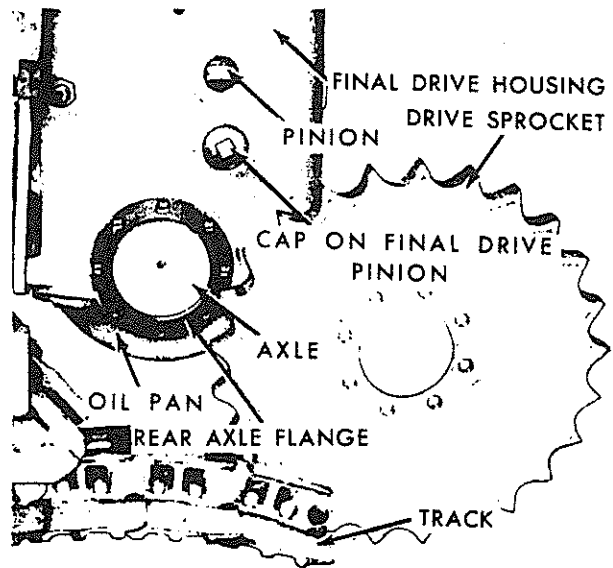 FINAL DRIVE HOUSING
DRIVE SPROCKET
PINION
CAP ON FINAL DRIVE
PINION
AXLE
OIL PAN
REAR AXLE FLANGE
TRACK